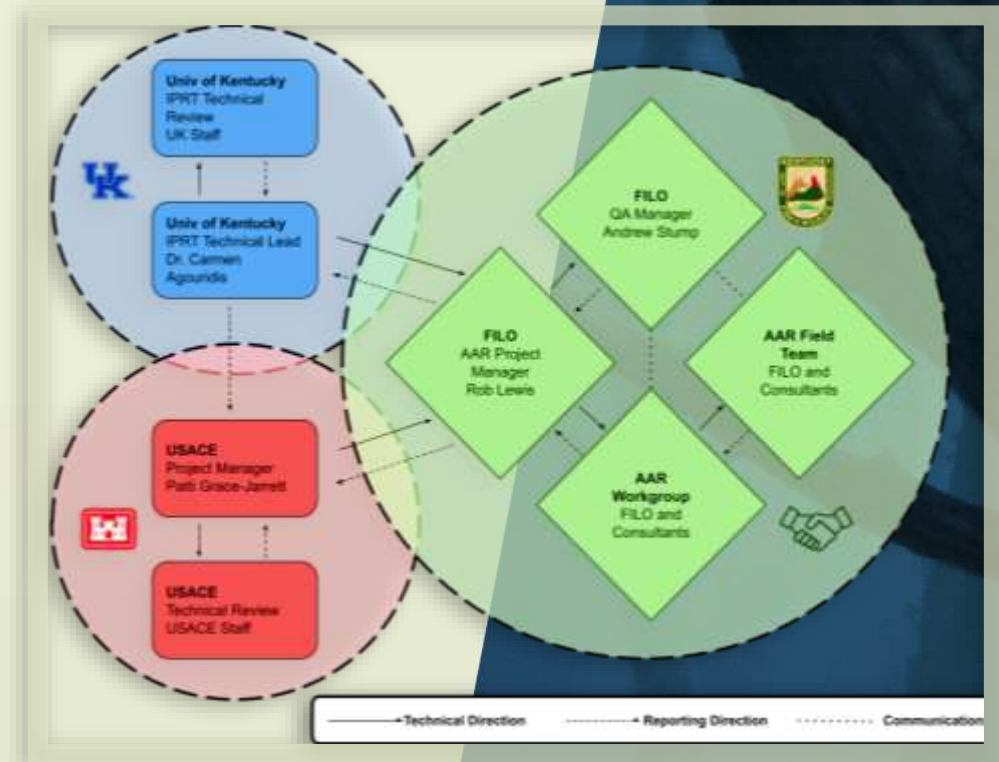 Univ of Kentucky
IPRT Technical
Review
UK Staff
UK
Univ of Kentucky
IPRT Technical Lead
Dr. Carmen
Agouridis
USACE
Project Manager
Patti Grace-Jarrett
USACE
Technical Review
USACE Staff
FILO
QA Manager
Andrew Stump
FILO
AAR Project
Manager
Rob Lewis
AAR Field
Team
FILO and
Consultants
AAR
Workgroup
FILO and
Consultants
Technical Direction
Reporting Direction
Communication